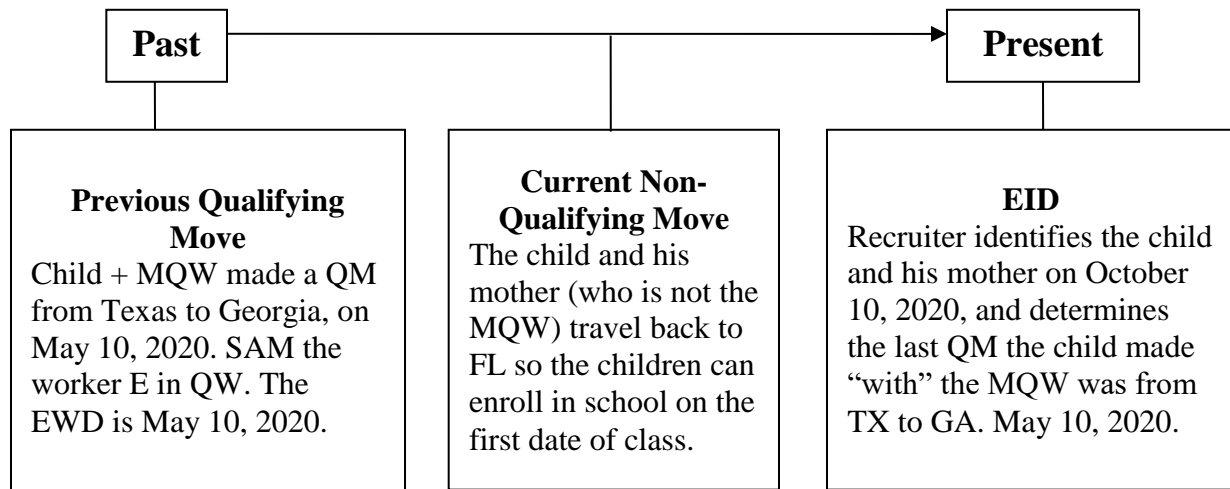 Past
Present
Previous Qualifying
Move
Child + MQW made a QM
from Texas to Georgia, on
May 10, 2020. SAM the
worker E in QW. The
EWD is May 10, 2020.
Current Non-
Qualifying Move
The child and his
mother (who is not the
MQW) travel back to
FL so the children can
enroll in school on the
first date of class.
EID
Recruiter identifies the child
and his mother on October
10, 2020, and determines
the last QM the child made
“with” the MQW was from
TX to GA. May 10, 2020.